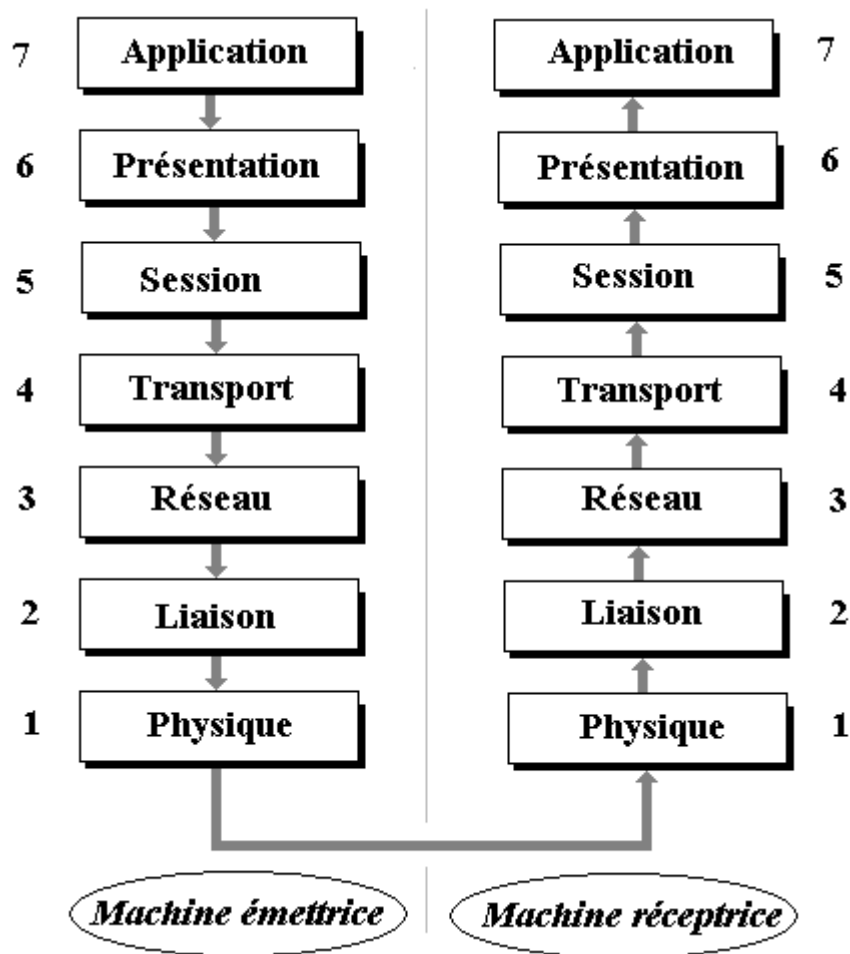 7 Application Application 7
6 Présentation Présentation 6
5 Session Session 5
4 Transport Transport 4
3 Réseau Réseau 3
2 Liaison Liaison 2
1 Physique Physique 1
Machine émettrice Machine réceptrice